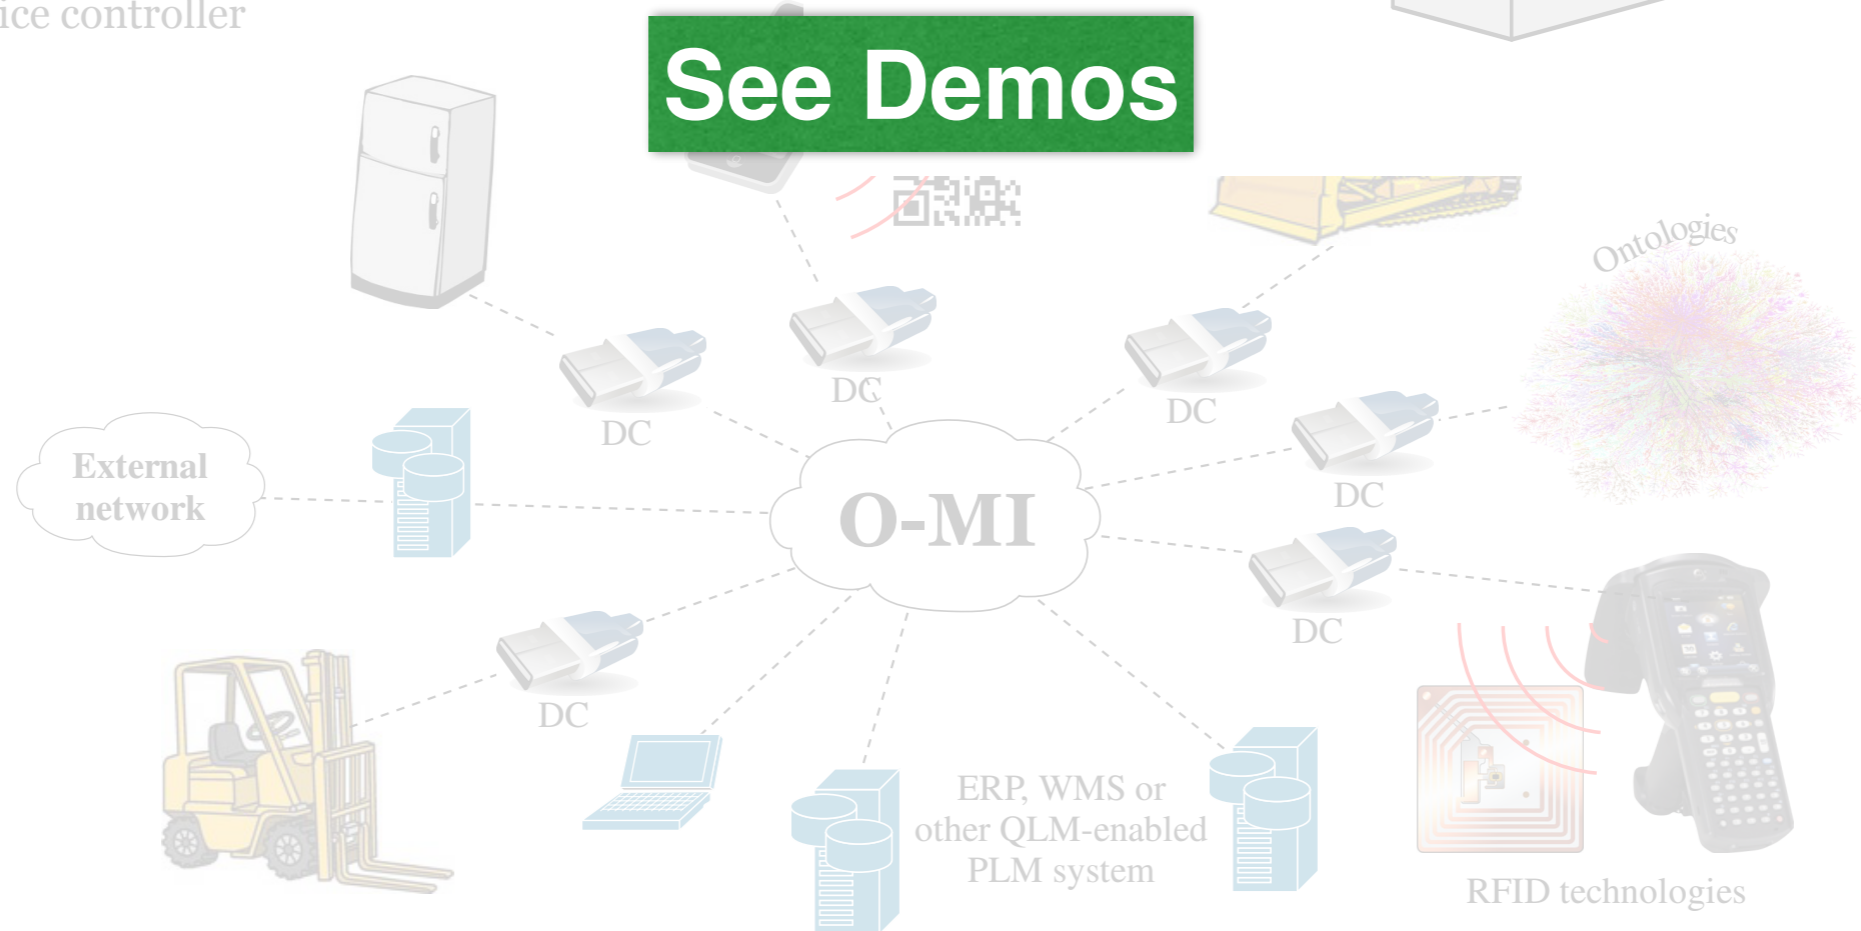 ice controller
See Demos
Ontologies
DC
DC
DC
DC
External
network
O-MI
DC
DC
ERP, WMS or
other QLM-enabled
PLM system
RFID technologies